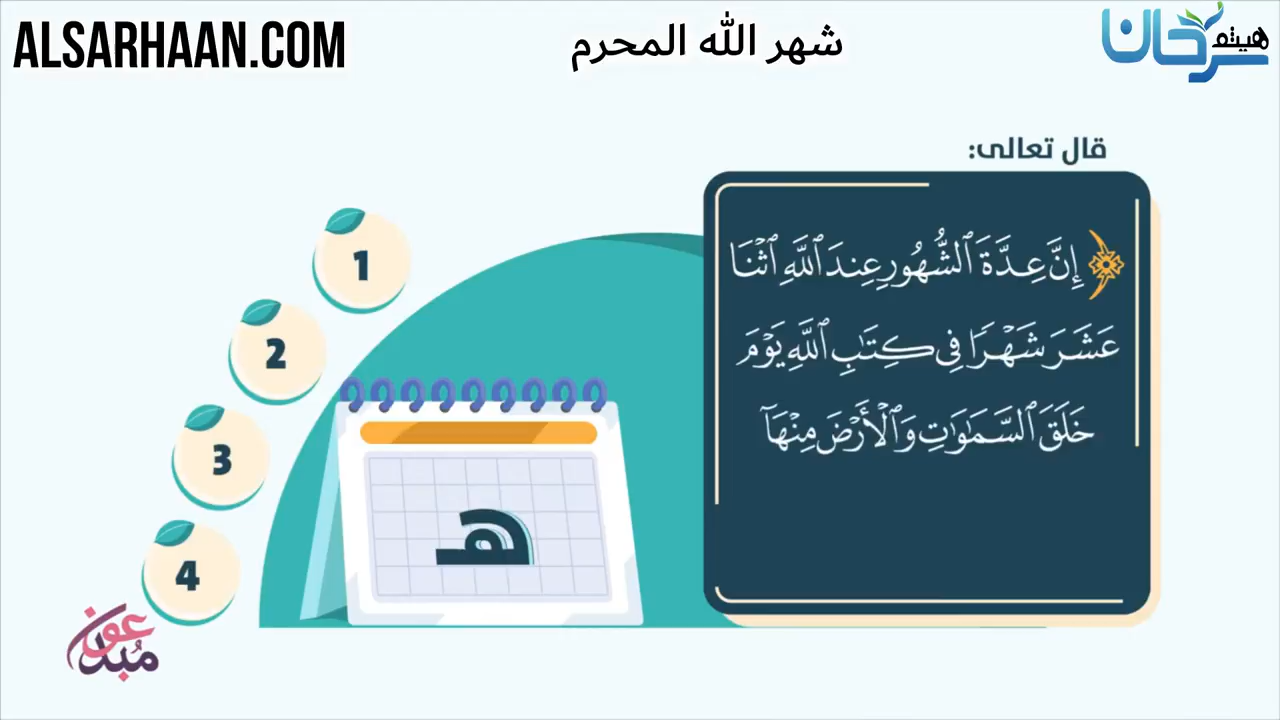 ALSARHAAN.COM
شهر الله المحرم
هيثم
سرحان
قال تعالى:
إِنَّ عِدَّةَ ٱلشُّهُورِ عِندَ ٱللَّهِ ٱثْنَا
عَشَرَ شَهْرًا فِى كِتَٰبِ ٱللَّهِ يَوْمَ
خَلَقَ ٱلسَّمَٰوَٰتِ وَٱلْأَرْضَ مِنْهَآ
1
2
3
4
هـ
مُبدعون